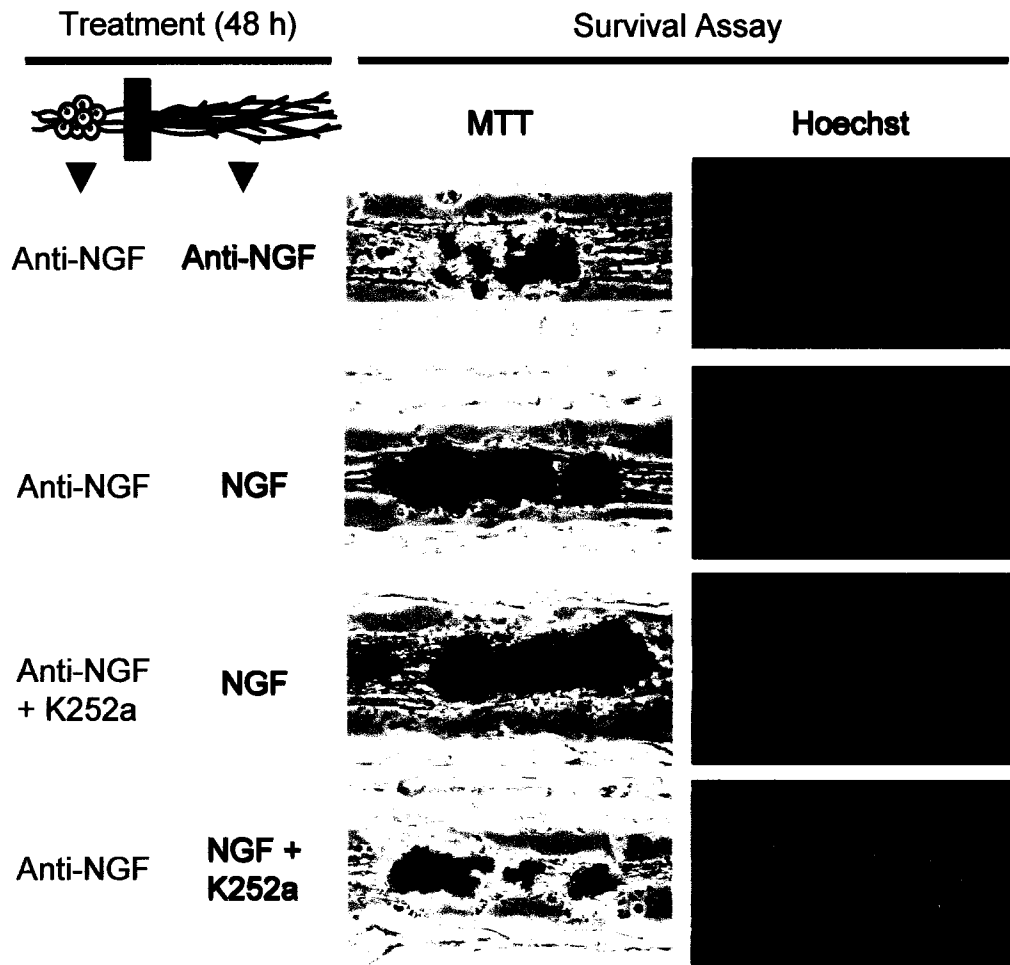 Treatment (48 h) Survival Assay
MTT Hoechst
Anti-NGF Anti-NGF
Anti-NGF NGF
Anti-NGF
+ K252a
NGF
Anti-NGF
NGF +
K252a